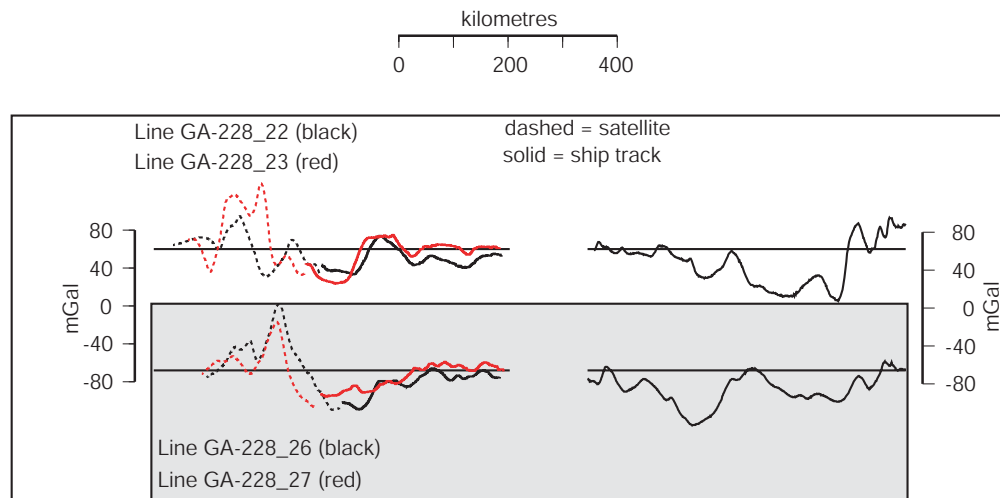 kilometres
0 200 400
Line GA-228_22 (black)
Line GA-228_23 (red)
dashed = satellite
solid = ship track
80
40
0
-40
-80
mGal
80
40
0
-40
-80
mGal
Line GA-228_26 (black)
Line GA-228_27 (red)